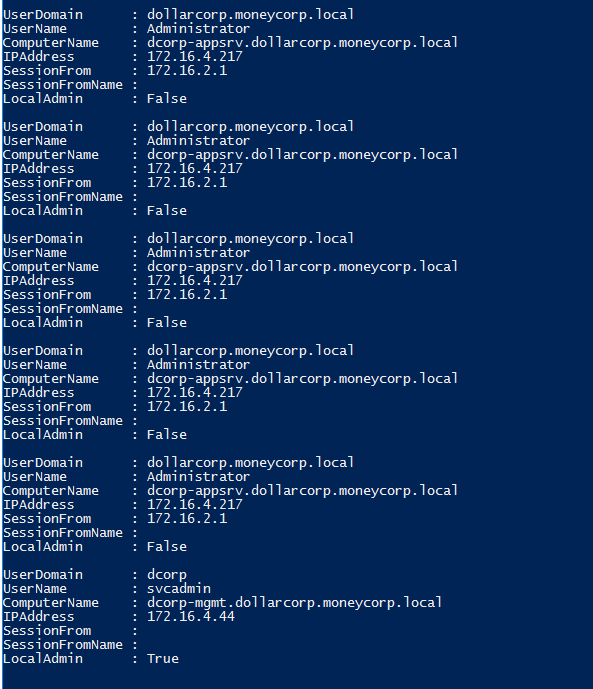 UserDomain : dollarcorp.moneycorp.local
UserName : Administrator
ComputerName : dcorp-appsrv.dollarcorp.moneycorp.local
IPAddress : 172.16.4.217
SessionFrom : 172.16.2.1
SessionFromName :
LocalAdmin : False

UserDomain : dollarcorp.moneycorp.local
UserName : Administrator
ComputerName : dcorp-appsrv.dollarcorp.moneycorp.local
IPAddress : 172.16.4.217
SessionFrom : 172.16.2.1
SessionFromName :
LocalAdmin : False

UserDomain : dollarcorp.moneycorp.local
UserName : Administrator
ComputerName : dcorp-appsrv.dollarcorp.moneycorp.local
IPAddress : 172.16.4.217
SessionFrom : 172.16.2.1
SessionFromName :
LocalAdmin : False

UserDomain : dollarcorp.moneycorp.local
UserName : Administrator
ComputerName : dcorp-appsrv.dollarcorp.moneycorp.local
IPAddress : 172.16.4.217
SessionFrom : 172.16.2.1
SessionFromName :
LocalAdmin : False

UserDomain : dollarcorp.moneycorp.local
UserName : Administrator
ComputerName : dcorp-appsrv.dollarcorp.moneycorp.local
IPAddress : 172.16.4.217
SessionFrom : 172.16.2.1
SessionFromName :
LocalAdmin : False

UserDomain : dcorp
UserName : svcadmin
ComputerName : dcorp-mgmt.dollarcorp.moneycorp.local
IPAddress : 172.16.4.44
SessionFrom :
SessionFromName :
LocalAdmin : True